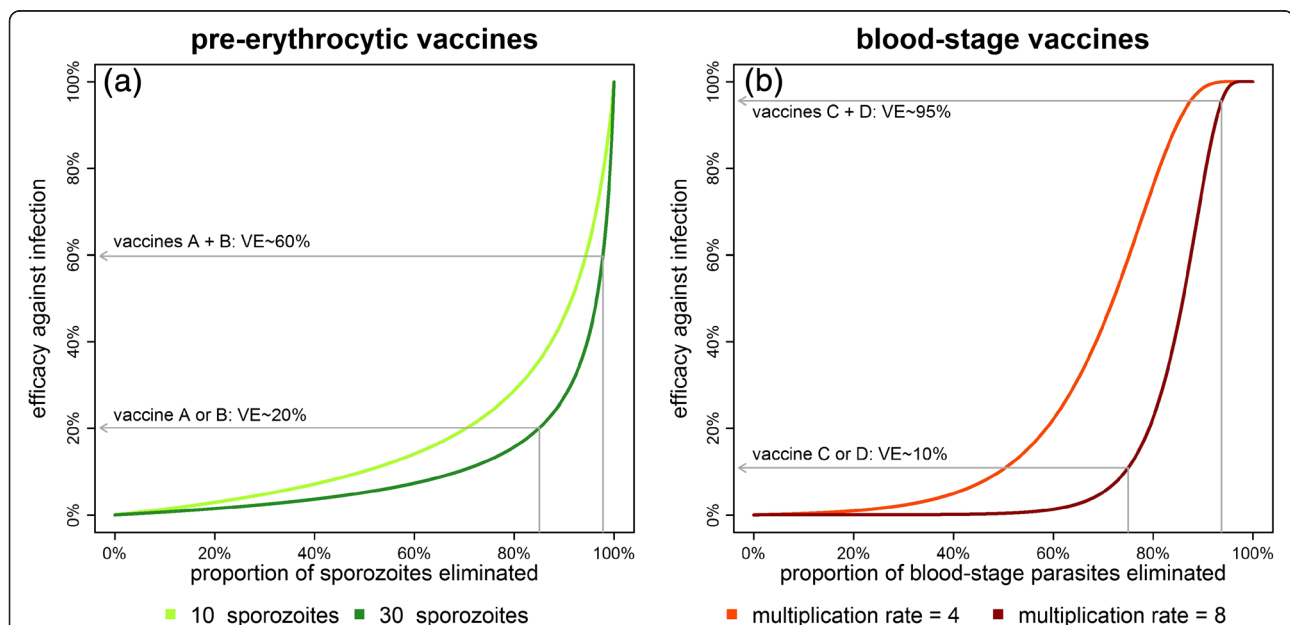 pre-erythrocytic vaccines
(a)
efficacy against infection
0%
20%
40%
60%
80%
100%
vaccines A + B: VE~60%
vaccine A or B: VE~20%
0%
20%
40%
60%
80%
100%
proportion of sporozoites eliminated
10 sporozoites
30 sporozoites
blood-stage vaccines
(b)
efficacy against infection
0%
20%
40%
60%
80%
100%
vaccines C + D: VE~95%
vaccine C or D: VE~10%
0%
20%
40%
60%
80%
100%
proportion of blood-stage parasites eliminated
multiplication rate = 4
multiplication rate = 8